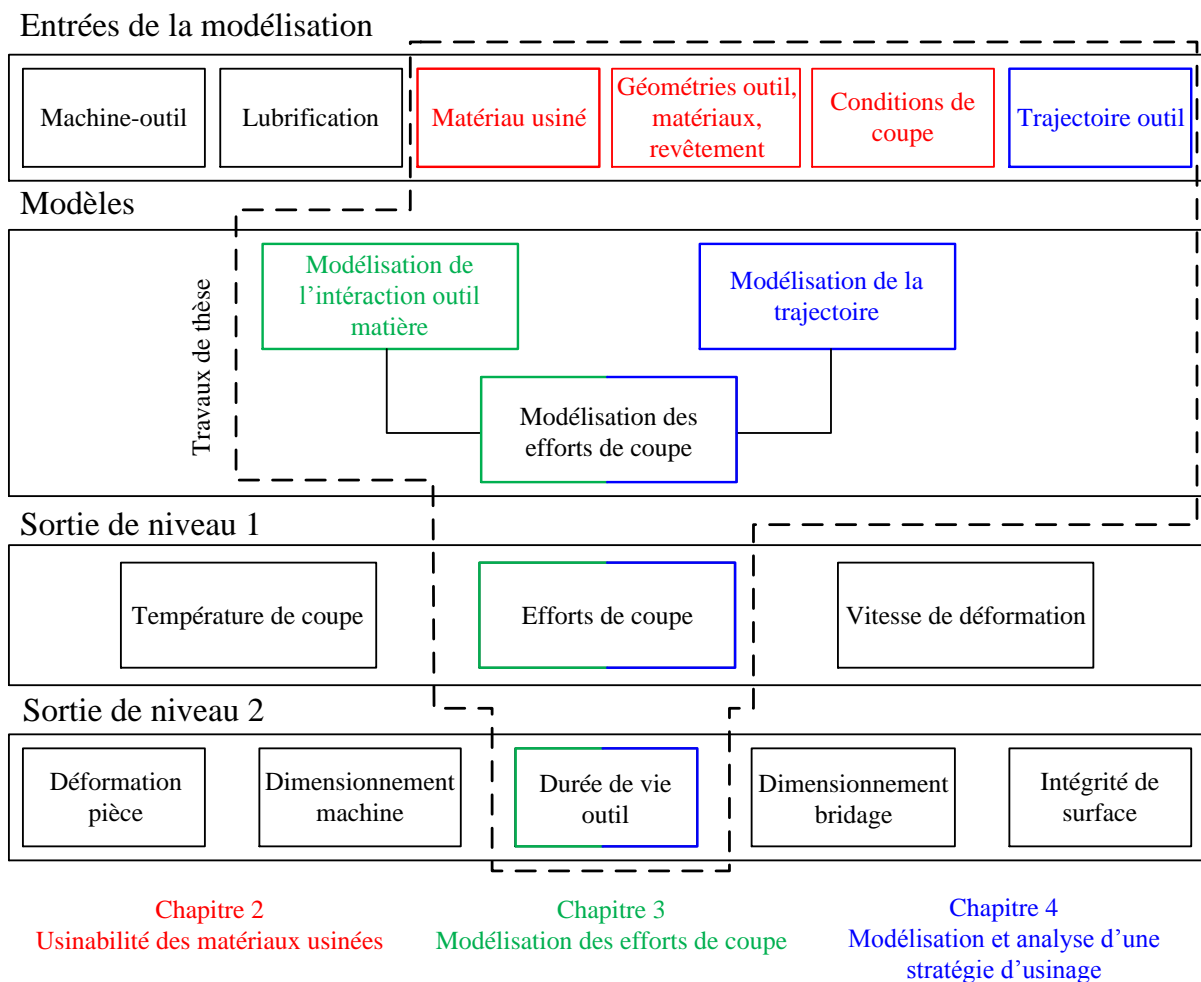 Entrées de la modélisation
Machine-outil
Lubrification
Matériau usiné
Géométries outil,
matériaux,
revêtement
Conditions de
coupe
Trajectoire outil
Modèles
Travaux de thèse
Modélisation de
l’intéraction outil
matière
Modélisation de la
trajectoire
Modélisation des
efforts de coupe
Sortie de niveau 1
Température de coupe
Efforts de coupe
Vitesse de déformation
Sortie de niveau 2
Déformation
pièce
Dimensionnement
machine
Durée de vie
outil
Dimensionnement
bridage
Intégrité de
surface
Chapitre 2
Usinabilité des matériaux usinées
Chapitre 3
Modélisation des efforts de coupe
Chapitre 4
Modélisation et analyse d’une
stratégie d’usinage